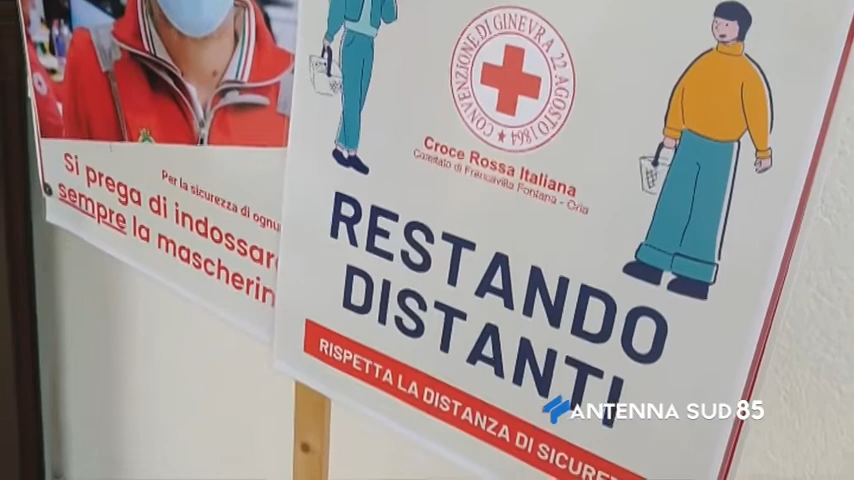 Per la sicurezza di ognu
Si prega di indossar
sempre la mascherin
CONVENZIONE DI GINEVRA 22 AGOSTO 1864
Croce Rossa Italiana
Comitato di Francavilla Fontana - Oria
RESTANDO
DISTANTI
RISPETTA LA DISTANZA DI SICUREZ
ANTENNA SUD 85